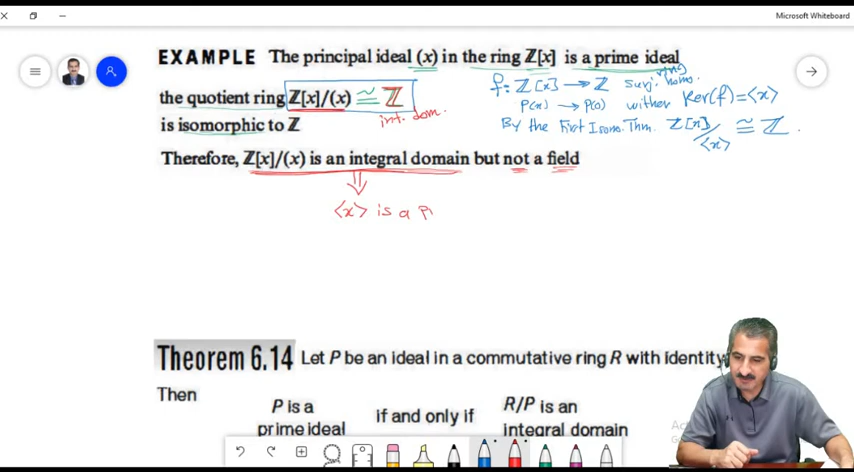 Microsoft Whiteboard
EXAMPLE The principal ideal (x) in the ring Z[x] is a prime ideal
the quotient ring Z[x]/(x) ≅ ℤ
int. dom.
is isomorphic to Z
Therefore, Z[x]/(x) is an integral domain but not a field
⇓
<x> is a p
f: ℤ[x] → ℤ surj. homo.
P(x) → P(0) with Ker(f) = <x>
By the First Isom. Thm. ℤ[x]/<x> ≅ ℤ.
Theorem 6.14 Let P be an ideal in a commutative ring R with identity
Then
P is a prime ideal if and only if R/P is an integral domain